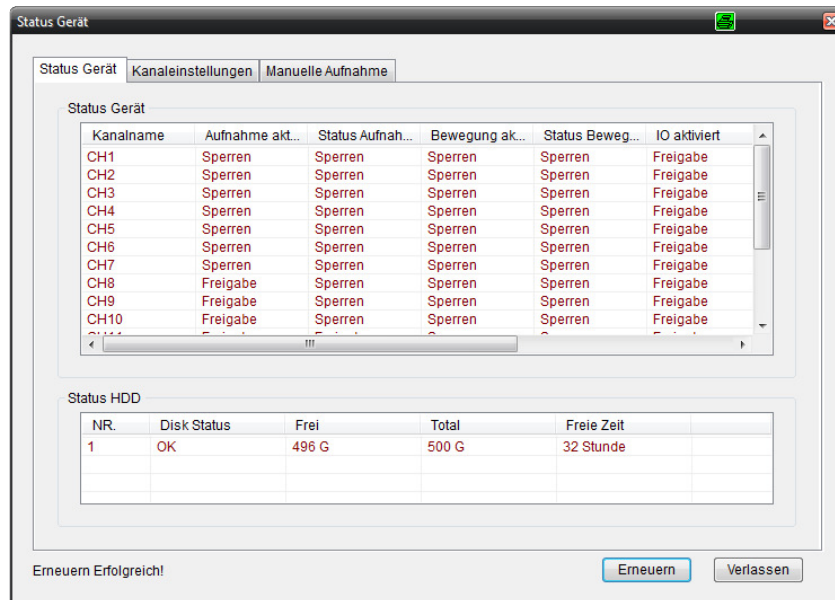 Status Gerät
Status Gerät Kanaleinstellungen Manuelle Aufnahme
Status Gerät
Kanalname Aufnahme akt... Status Aufnah... Bewegung ak... Status Beweg... IO aktiviert
CH1 Sperren Sperren Sperren Sperren Freigabe
CH2 Sperren Sperren Sperren Sperren Freigabe
CH3 Sperren Sperren Sperren Sperren Freigabe
CH4 Sperren Sperren Sperren Sperren Freigabe
CH5 Sperren Sperren Sperren Sperren Freigabe
CH6 Sperren Sperren Sperren Sperren Freigabe
CH7 Sperren Sperren Sperren Sperren Freigabe
CH8 Freigabe Sperren Sperren Sperren Freigabe
CH9 Freigabe Sperren Sperren Sperren Freigabe
CH10 Freigabe Sperren Sperren Sperren Freigabe
Status HDD
NR. Disk Status Frei Total Freie Zeit
1 OK 496 G 500 G 32 Stunde
Erneuern Erfolgreich! Erneuern Verlassen